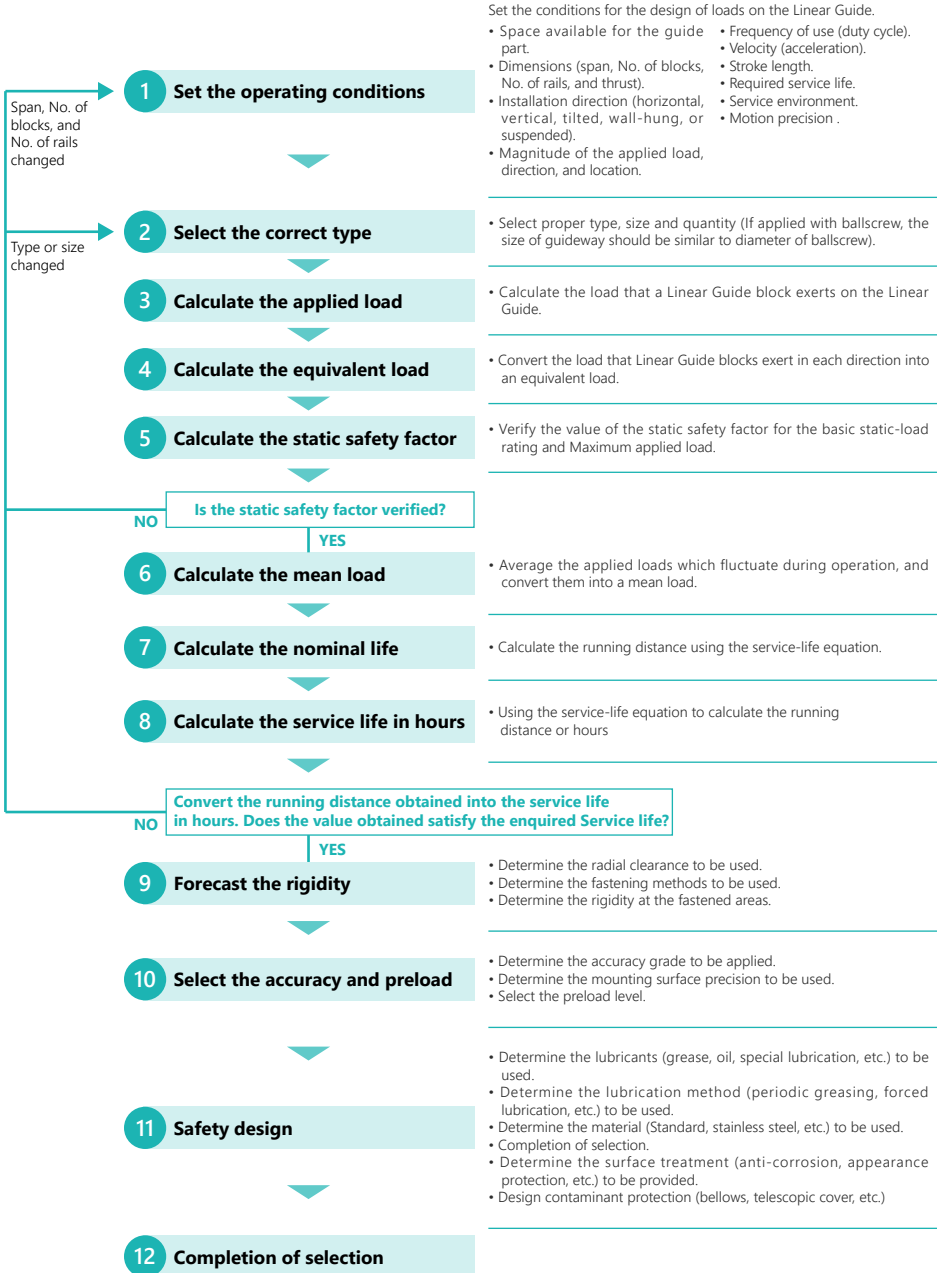 Set the conditions for the design of loads on the Linear Guide.
• Space available for the guide
part.
• Dimensions (span, No. of blocks,
No. of rails, and thrust).
• Installation direction (horizontal,
vertical, tilted, wall-hung, or
suspended).
• Magnitude of the applied load,
direction, and location.
• Frequency of use (duty cycle).
• Velocity (acceleration).
• Stroke length.
• Required service life.
• Service environment.
• Motion precision .
1 Set the operating conditions
Span, No. of
blocks, and
No. of rails
changed
2 Select the correct type
• Select proper type, size and quantity (If applied with ballscrew, the
size of guideway should be similar to diameter of ballscrew).
Type or size
changed
3 Calculate the applied load
• Calculate the load that a Linear Guide block exerts on the Linear
Guide.
4 Calculate the equivalent load
• Convert the load that Linear Guide blocks exert in each direction into
an equivalent load.
5 Calculate the static safety factor
• Verify the value of the static safety factor for the basic static-load
rating and Maximum applied load.
Is the static safety factor verified?
NO
YES
6 Calculate the mean load
• Average the applied loads which fluctuate during operation, and
convert them into a mean load.
7 Calculate the nominal life
• Calculate the running distance using the service-life equation.
8 Calculate the service life in hours
• Using the service-life equation to calculate the running
distance or hours
Convert the running distance obtained into the service life
in hours. Does the value obtained satisfy the enquired Service life?
NO
YES
9 Forecast the rigidity
• Determine the radial clearance to be used.
• Determine the fastening methods to be used.
• Determine the rigidity at the fastened areas.
10 Select the accuracy and preload
• Determine the accuracy grade to be applied.
• Determine the mounting surface precision to be used.
• Select the preload level.
11 Safety design
• Determine the lubricants (grease, oil, special lubrication, etc.) to be
used.
• Determine the lubrication method (periodic greasing, forced
lubrication, etc.) to be used.
• Determine the material (Standard, stainless steel, etc.) to be used.
• Completion of selection.
• Determine the surface treatment (anti-corrosion, appearance
protection, etc.) to be provided.
• Design contaminant protection (bellows, telescopic cover, etc.)
12 Completion of selection